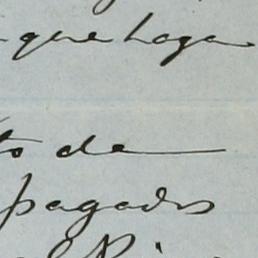 que haga
to de
pagados